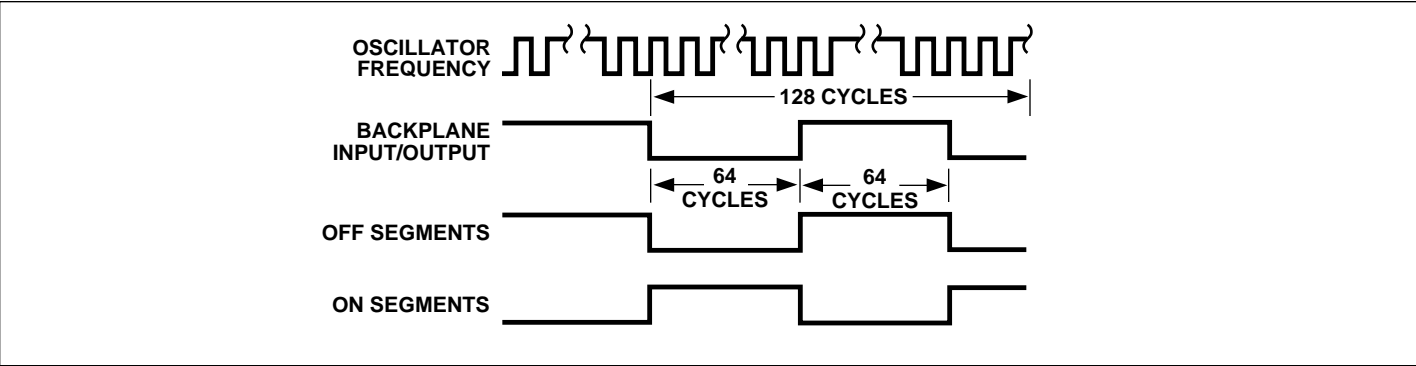 OSCILLATOR
FREQUENCY
128 CYCLES
BACKPLANE
INPUT/OUTPUT
64
CYCLES
64
CYCLES
OFF SEGMENTS
ON SEGMENTS